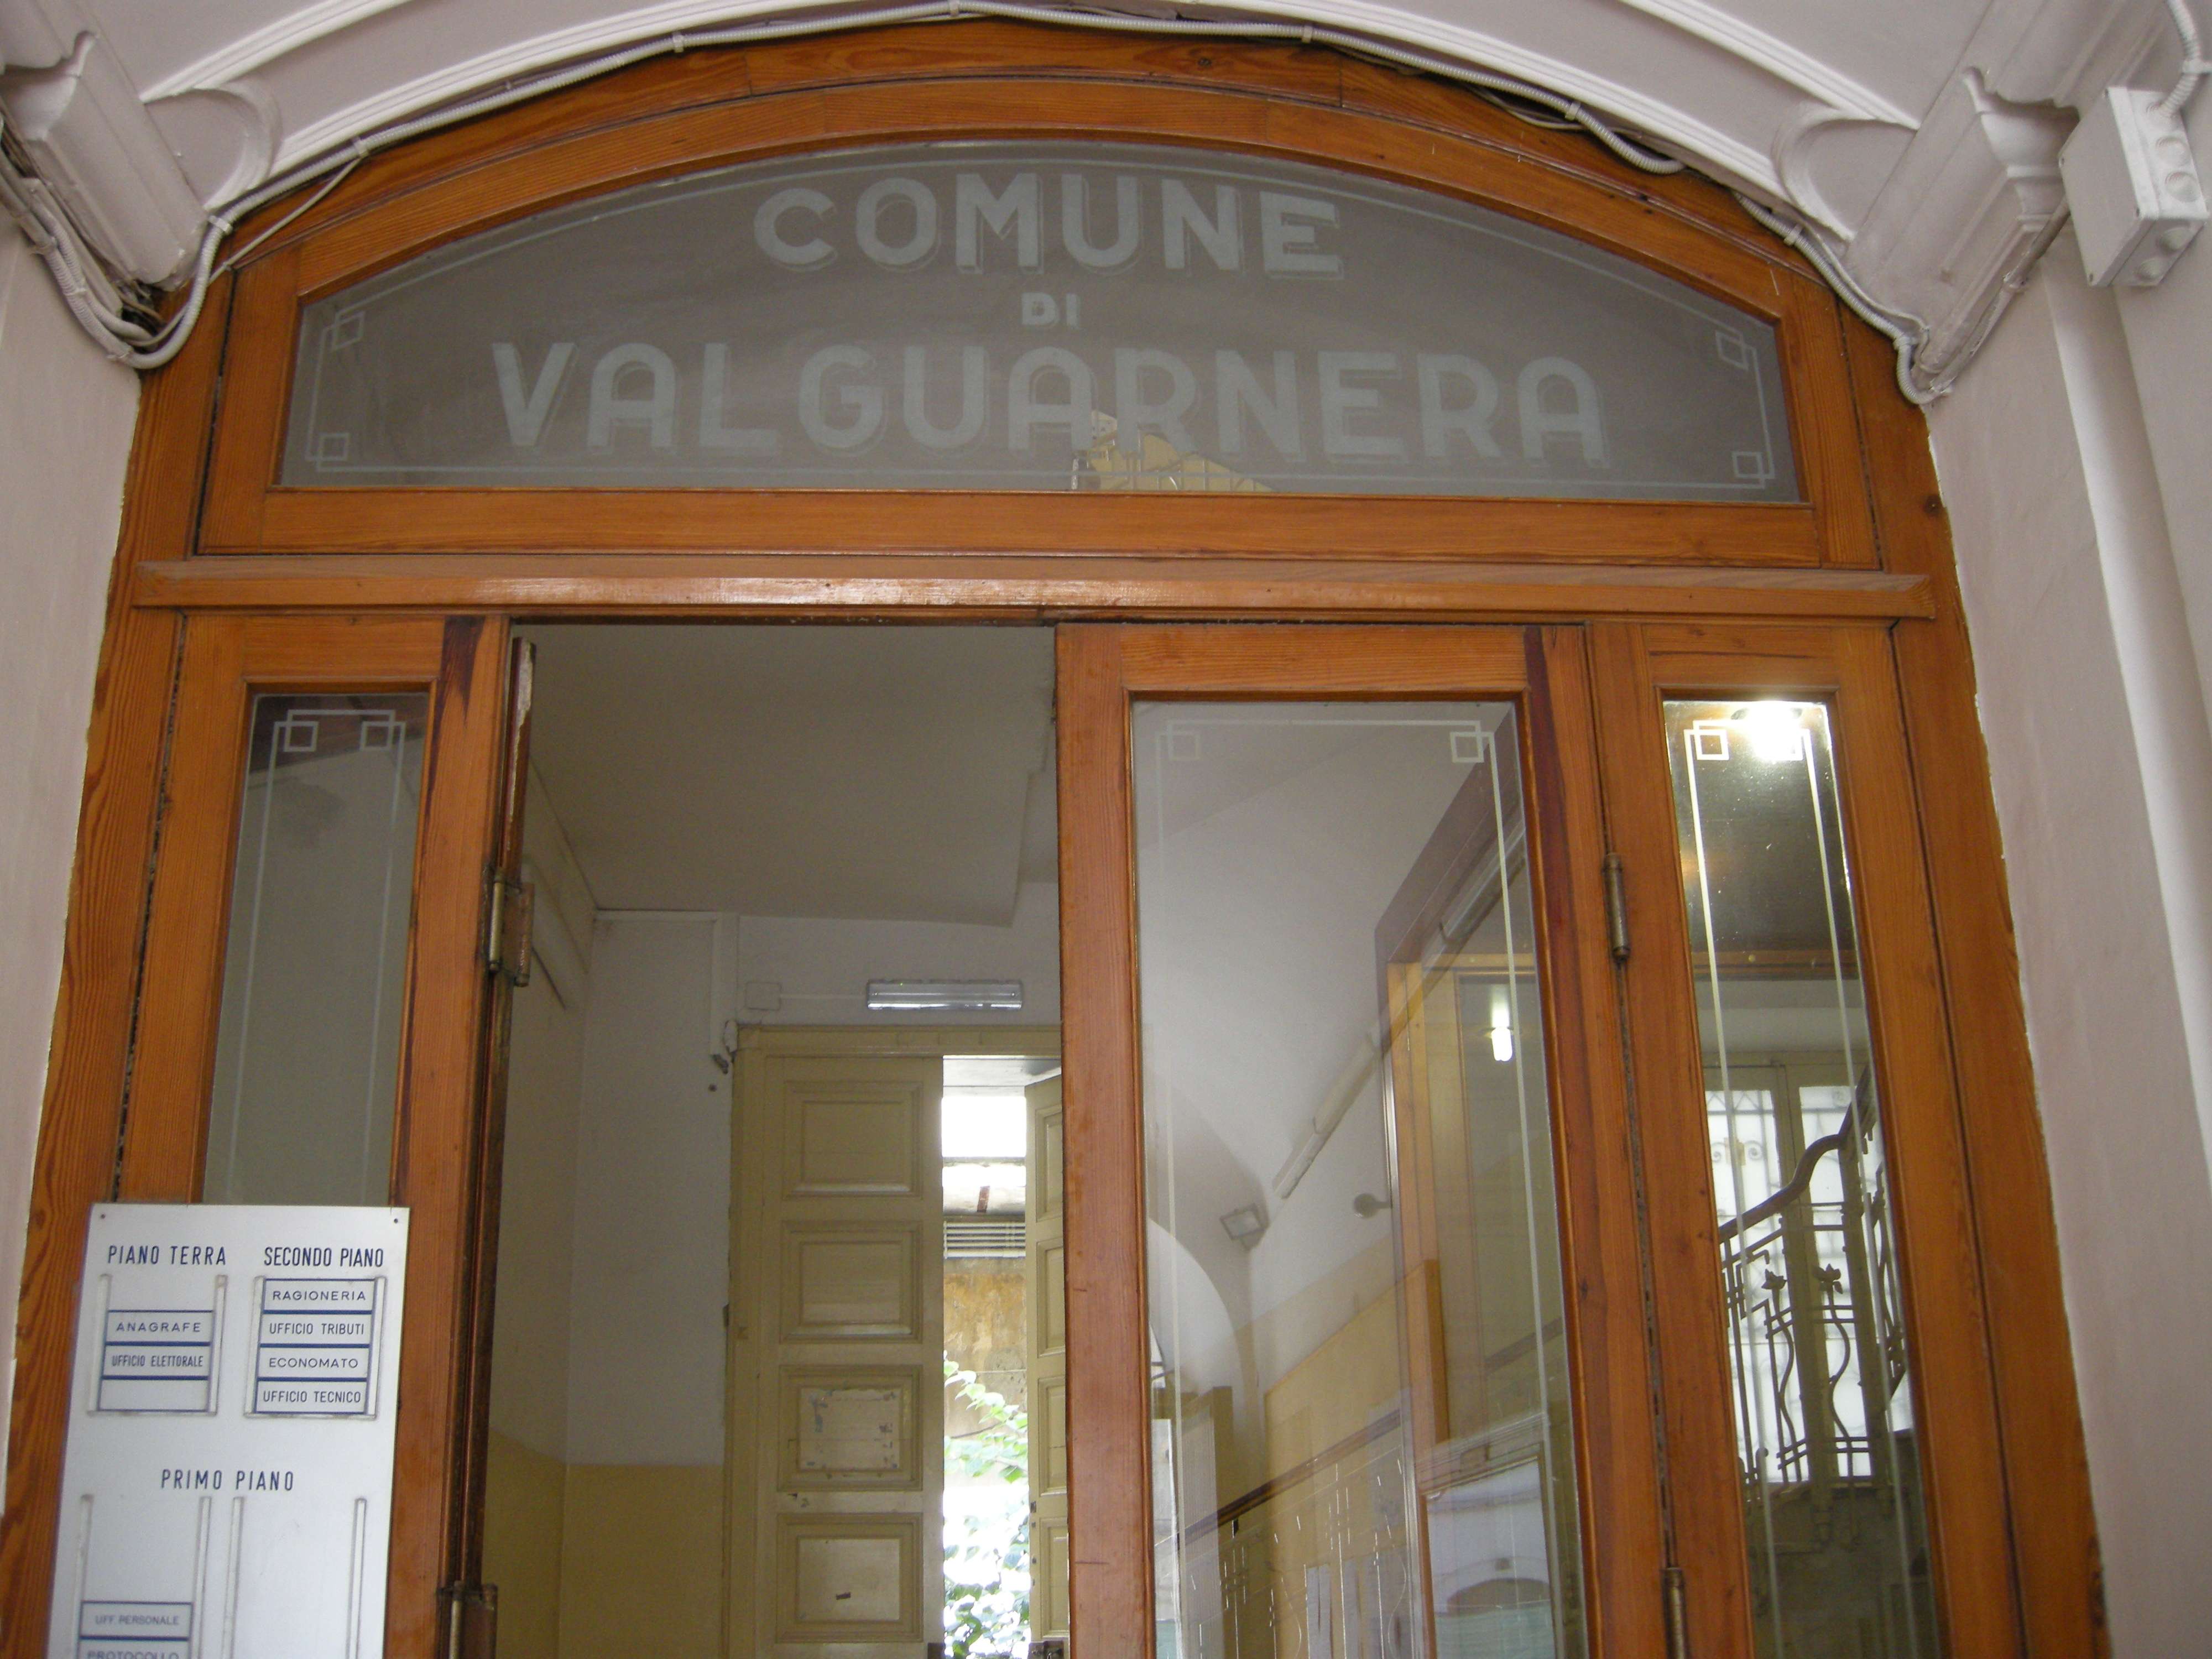 COMUNE
DI
VALGUARNERA
PIANO TERRA
ANAGRAFE
UFFICIO ELETTORALE
SECONDO PIANO
RAGIONERIA
UFFICIO TRIBUTI
ECONOMATO
UFFICIO TECNICO
PRIMO PIANO
UFF PERSONALE
PROTOCOLLO